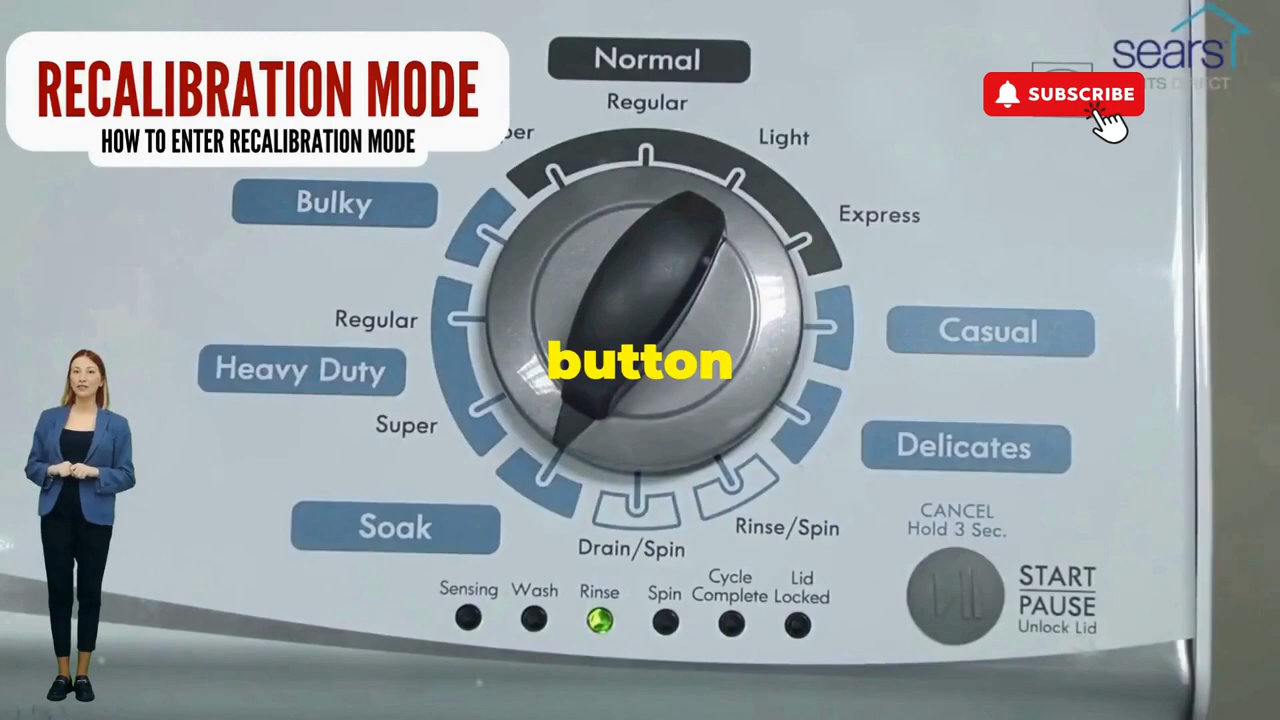 RECALIBRATION MODE
HOW TO ENTER RECALIBRATION MODE
sears
DIRECT
SUBSCRIBE
Normal
Regular
Light
Express
Bulky
Regular
Heavy Duty
Super
Casual
Delicates
button
Soak
Drain/Spin
Rinse/Spin
CANCEL
Hold 3 Sec.
START
PAUSE
Unlock Lid
Sensing
Wash
Rinse
Spin
Cycle
Complete
Lid
Locked